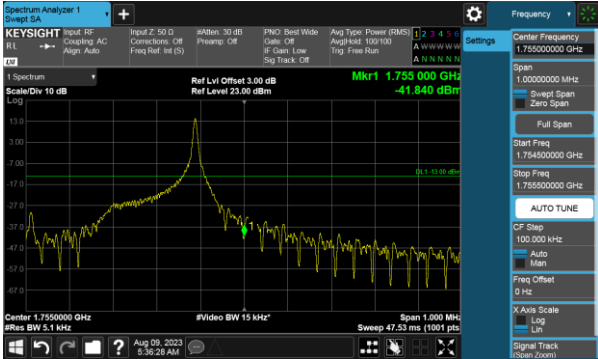 Spectrum Analyzer 1
Swept SA
+
Frequency
KEYSIGHT Input: RF Input Z: 50 Ω #Atten: 30 dB PNO: Best Wide Avg Type: Power (RMS) 1 2 3 4 5 6
RL Coupling: AC Corrections: Off Preamp: Off Gate: Off Avg|Hold: 100/100 A W W W W W
Align: Auto Freq Ref: Int (S) IF Gain: Low Trig: Free Run
Sig Track: Off A N N N N N
LXI
1 Spectrum
Scale/Div 10 dB
Log
Ref Lvl Offset 3.00 dB
Ref Level 23.00 dBm
Mkr1 1.755 000 GHz
-41.840 dBm
13.0
3.00
-7.00
DL1 -13.00 dBm
-17.0
-27.0
-37.0
1
-47.0
-57.0
-67.0
Center 1.7550000 GHz #Video BW 15 kHz* Span 1.000 MHz
#Res BW 5.1 kHz Sweep 47.53 ms (1001 pts)
Aug 09, 2023
5:36:28 AM
?
Settings
Center Frequency
1.755000000 GHz
Span
1.00000000 MHz
Swept Span
Zero Span
Full Span
Start Freq
1.754500000 GHz
Stop Freq
1.755500000 GHz
AUTO TUNE
CF Step
100.000 kHz
Auto
Man
Freq Offset
0 Hz
X Axis Scale
Log
Lin
Signal Track
(Span Zoom)